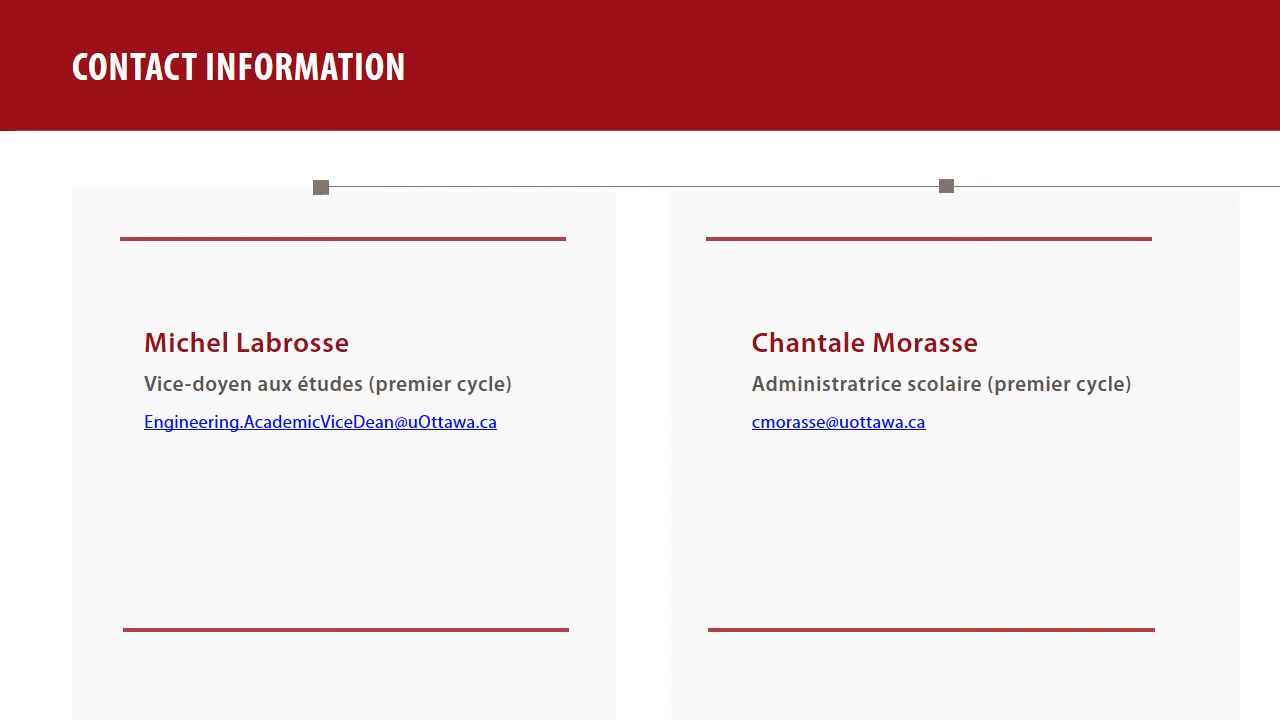 CONTACT INFORMATION
Michel Labrosse
Vice-doyen aux études (premier cycle)
Engineering.AcademicViceDean@uOttawa.ca
Chantale Morasse
Administratrice scolaire (premier cycle)
cmorasse@uottawa.ca